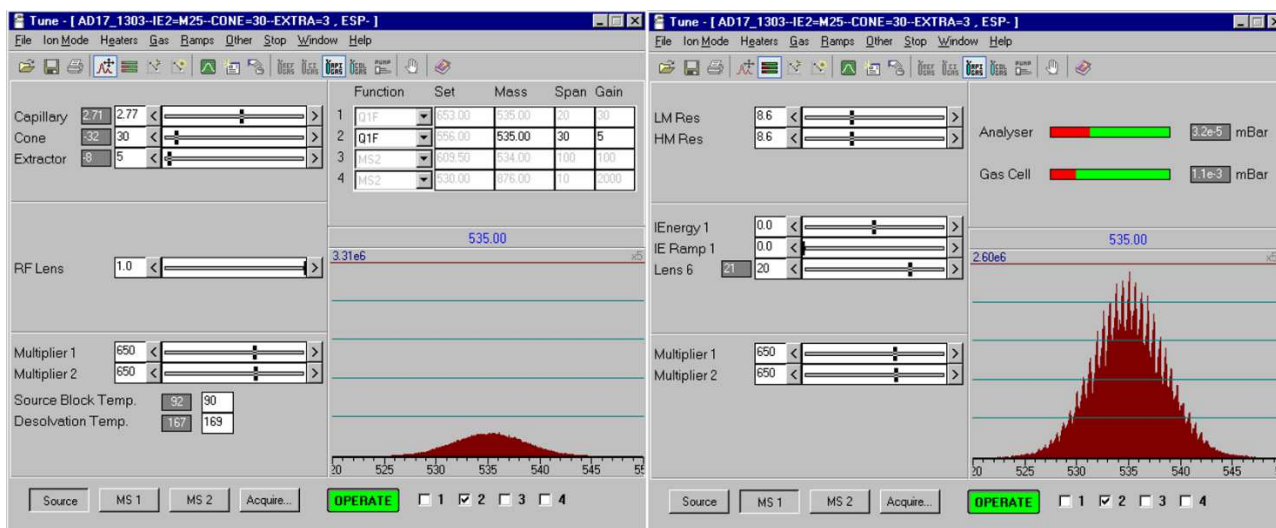 Tune - [ AD17_1303--IE2=M25--CONE=30--EXTRA=3 , ESP- ]
File Ion Mode Heaters Gas Ramps Other Stop Window Help
Function Set Mass Span Gain
Capillary 2.71 2.77
Cone -32 30
Extractor -8 5
1 Q1F 653.00 535.00 20 30
2 Q1F 556.00 535.00 30 5
3 MS2 609.50 534.00 100 100
4 MS2 530.00 876.00 10 2000
RF Lens 1.0
535.00
3.31e6 x5
Multiplier 1 650
Multiplier 2 650
Source Block Temp. 92 90
Desolvation Temp. 167 169
20 525 530 535 540 545 55
Source MS 1 MS 2 Acquire... OPERATE 1 2 3 4
Tune - [ AD17_1303--IE2=M25--CONE=30--EXTRA=3 , ESP- ]
File Ion Mode Heaters Gas Ramps Other Stop Window Help
LM Res 8.6
HM Res 8.6
Analyser 3.2e-5 mBar
Gas Cell 1.1e-3 mBar
IEnergy 1 0.0
IE Ramp 1 0.0
Lens 6 21 20
535.00
2.60e6 x5
Multiplier 1 650
Multiplier 2 650
20 525 530 535 540 545
Source MS 1 MS 2 Acquire... OPERATE 1 2 3 4